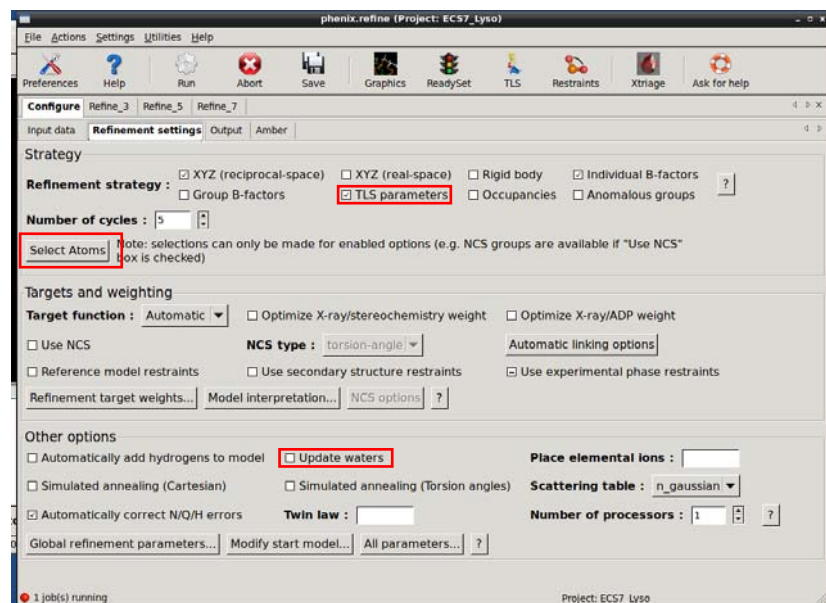 phenix.refine (Project: ECS7_Lyso)
File Actions Settings Utilities Help
Preferences Help Run Abort Save Graphics ReadySet TLS Restraints Xtriage Ask for help
Configure Refine_3 Refine_5 Refine_7
Input data Refinement settings Output Amber
Strategy
Refinement strategy : XYZ (reciprocal-space) XYZ (real-space) Rigid body Individual B-factors ?
Group B-factors TLS parameters Occupancies Anomalous groups
Number of cycles : 5
Select Atoms Note: selections can only be made for enabled options (e.g. NCS groups are available if "Use NCS"
box is checked)
Targets and weighting
Target function : Automatic Optimize X-ray/stereochemistry weight Optimize X-ray/ADP weight
Use NCS NCS type : torsion-angle Automatic linking options
Reference model restraints Use secondary structure restraints Use experimental phase restraints
Refinement target weights... Model interpretation... NCS options ?
Other options
Automatically add hydrogens to model Update waters Place elemental ions :
Simulated annealing (Cartesian) Simulated annealing (Torsion angles) Scattering table : n_gaussian
Automatically correct N/Q/H errors Twin law : Number of processors : 1 ?
Global refinement parameters... Modify start model... All parameters... ?
1 job(s) running Project: ECS7_Lyso